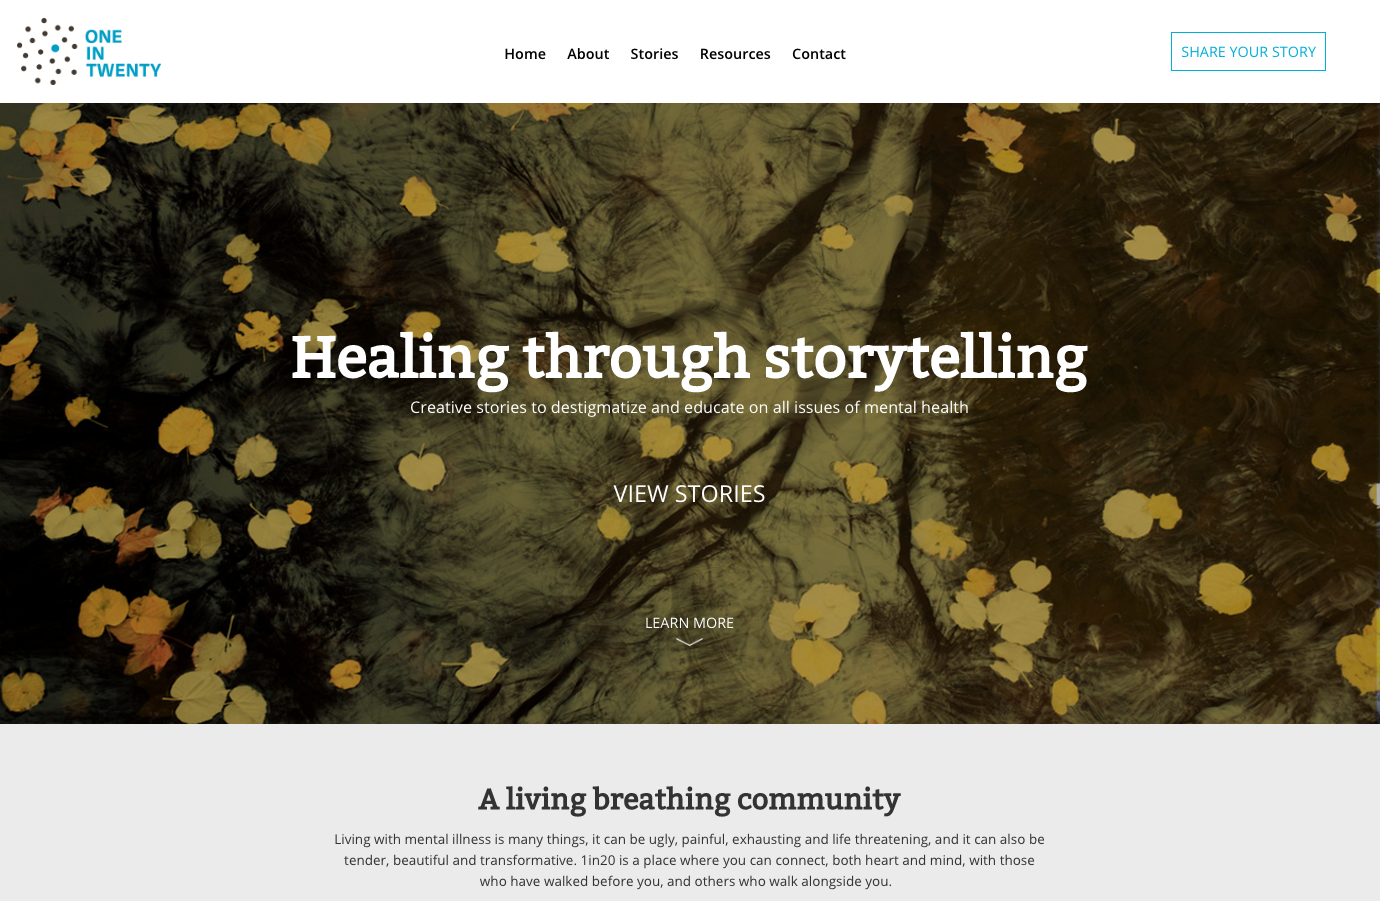 ONE
IN
TWENTY
Home About Stories Resources Contact
SHARE YOUR STORY
Healing through storytelling
Creative stories to destigmatize and educate on all issues of mental health
VIEW STORIES
LEARN MORE
A living breathing community
Living with mental illness is many things, it can be ugly, painful, exhausting and life threatening, and it can also be
tender, beautiful and transformative. 1in20 is a place where you can connect, both heart and mind, with those
who have walked before you, and others who walk alongside you.